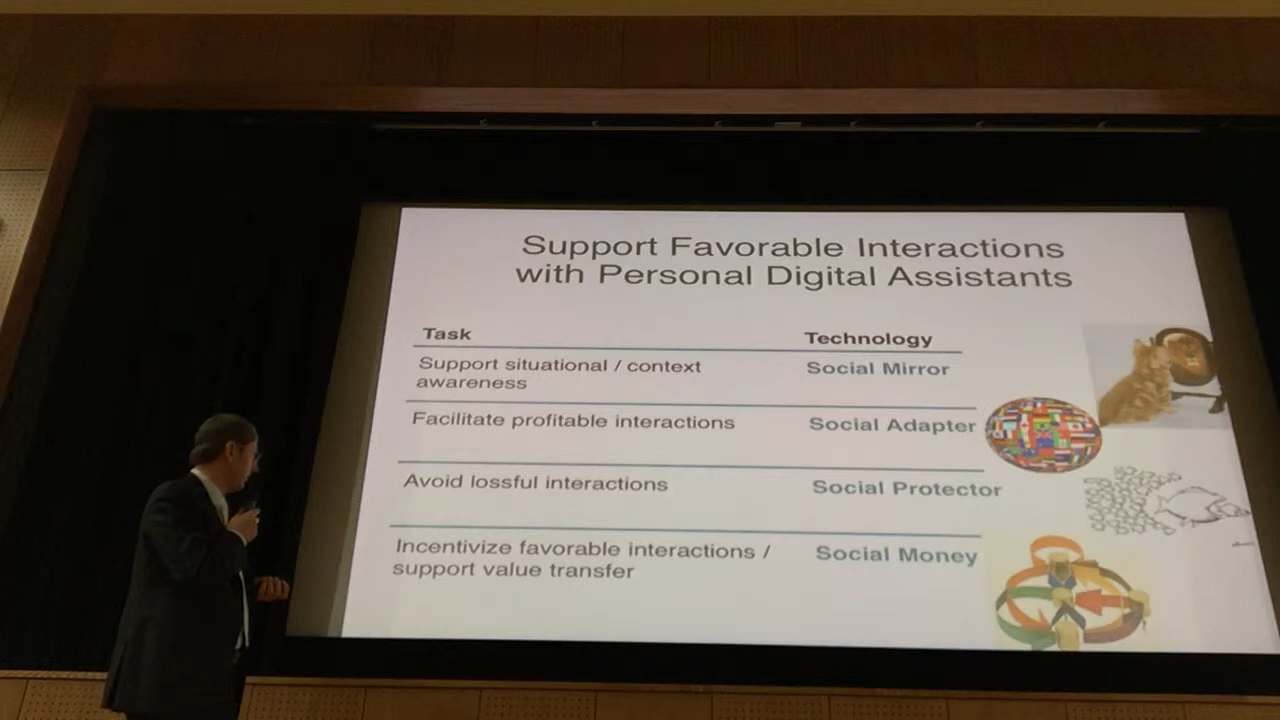 Support Favorable Interactions
with Personal Digital Assistants
Task
Technology
Support situational / context
awareness
Social Mirror
Facilitate profitable interactions
Social Adapter
Avoid lossful interactions
Social Protector
Incentivize favorable interactions /
support value transfer
Social Money